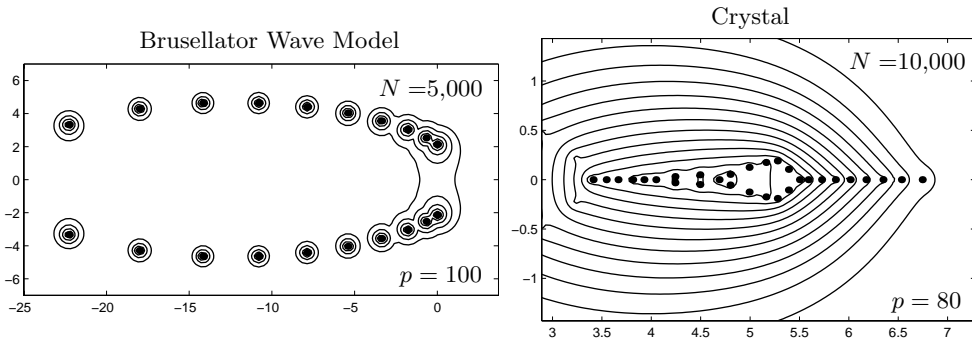 Brusellator Wave Model
N =5,000
6
4
2
0
−2
−4
−6
p = 100
−25 −20 −15 −10 −5 0
Crystal
N =10,000
1
0.5
0
−0.5
−1
p = 80
3 3.5 4 4.5 5 5.5 6 6.5 7